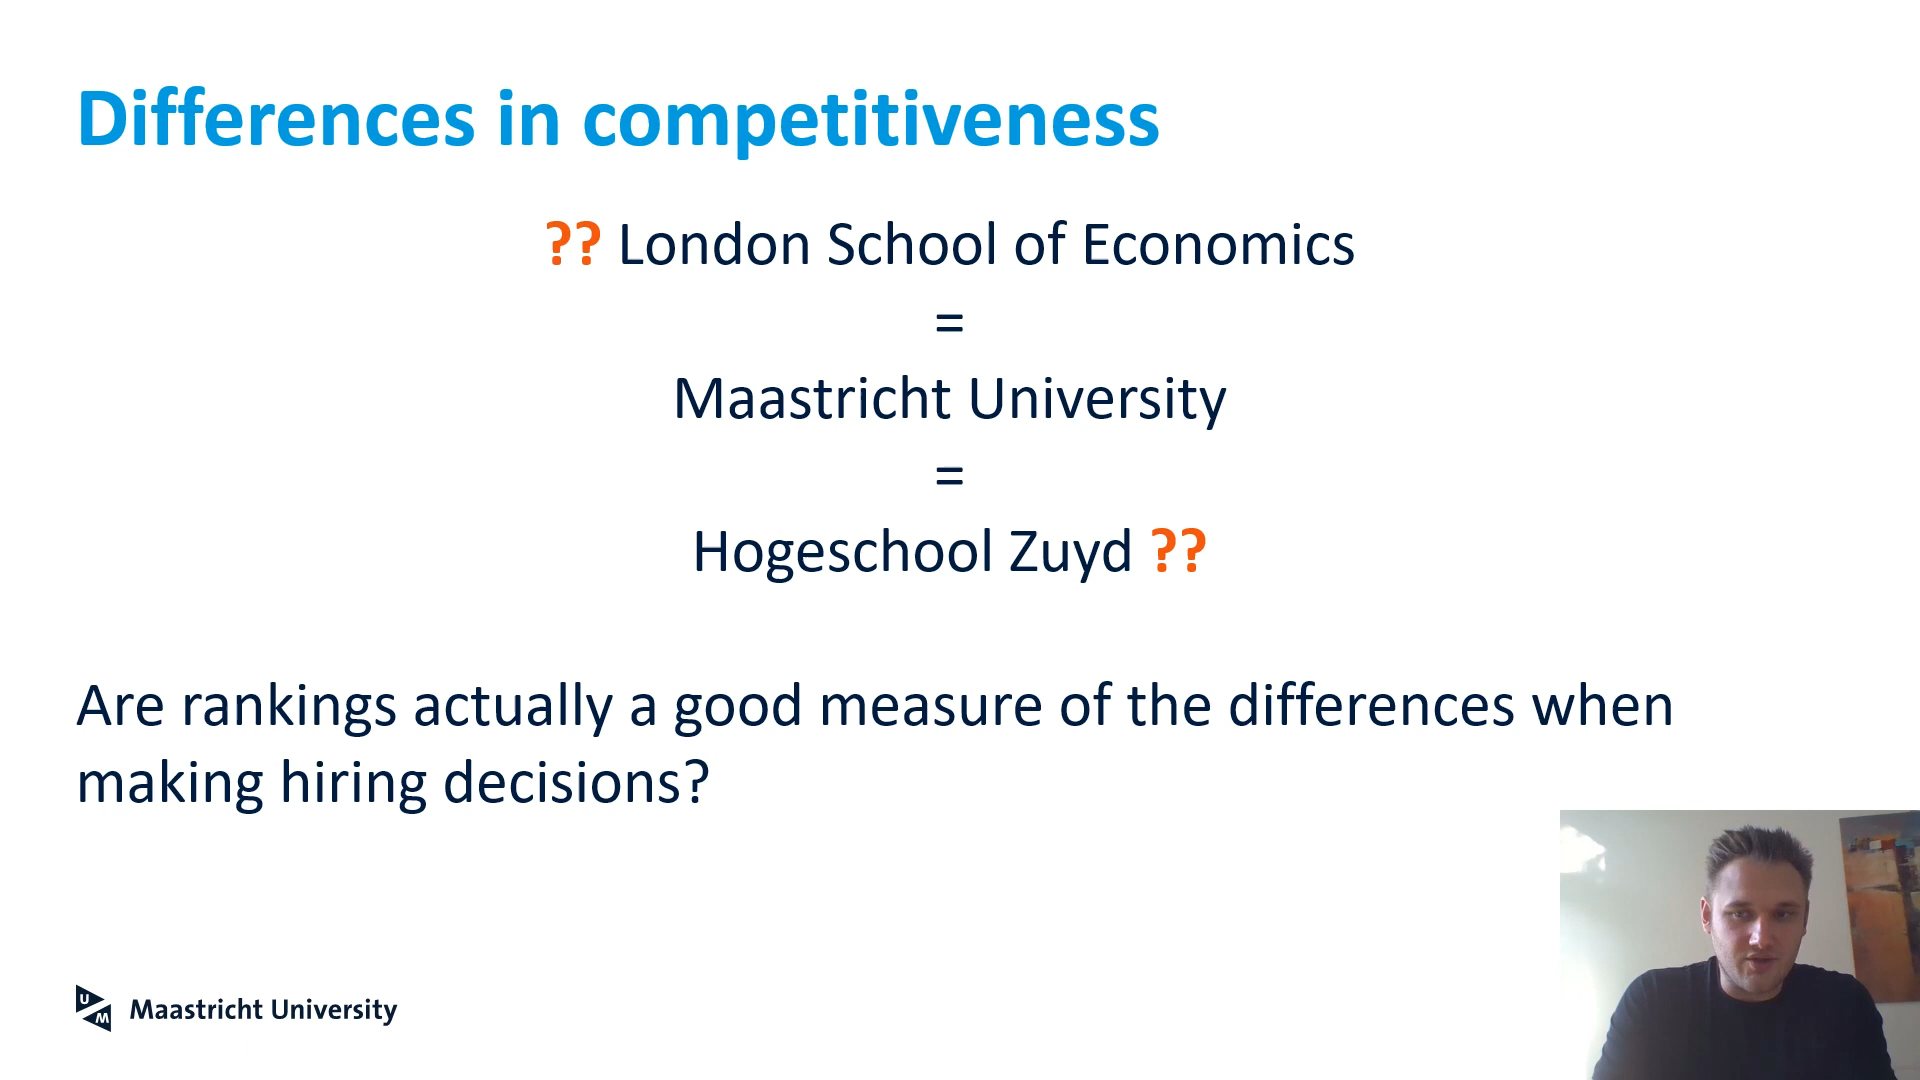 Differences in competitiveness
?? London School of Economics
=
Maastricht University
=
Hogeschool Zuyd ??
Are rankings actually a good measure of the differences when
making hiring decisions?
UM Maastricht University